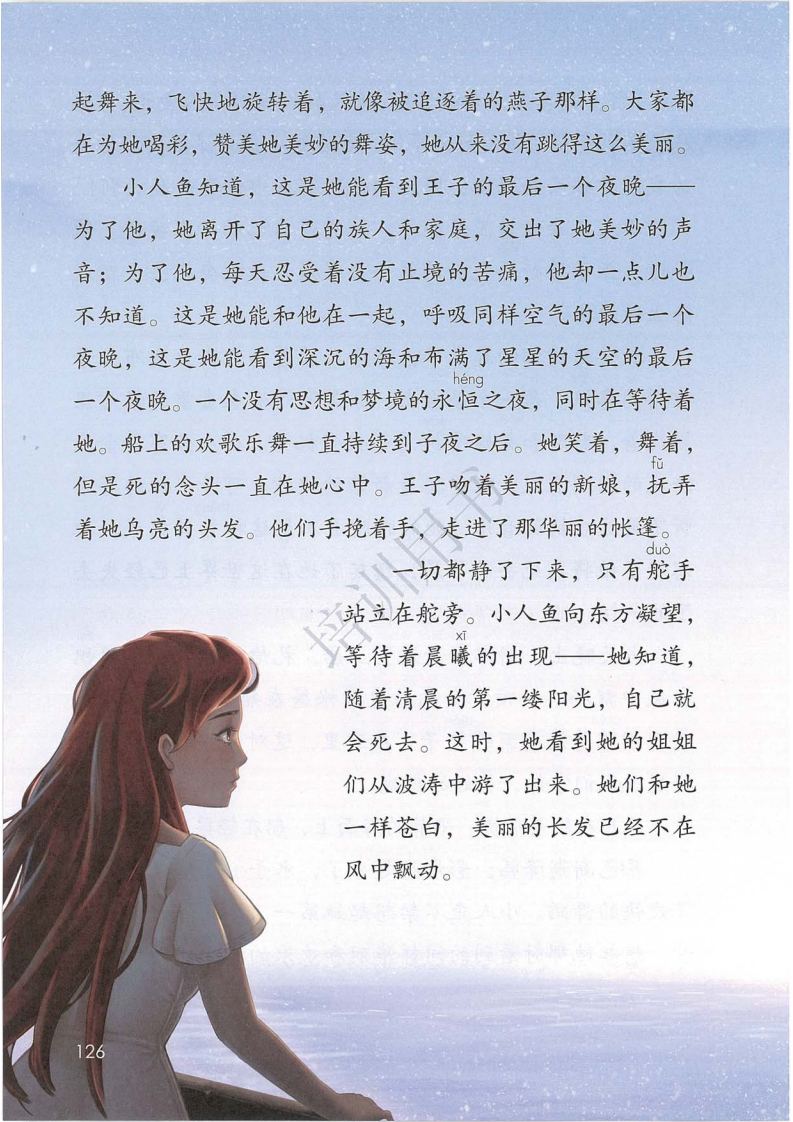 起舞来，飞快地旋转着，就像被追逐着的燕子那样。大家都
在为她喝彩，赞美她美妙的舞姿，她从来没有跳得这么美丽。
小人鱼知道，这是她能看到王子的最后一个夜晚——
为了他，她离开了自己的族人和家庭，交出了她美妙的声
音；为了他，每天忍受着没有止境的苦痛，他却一点儿也
不知道。这是她能和他在一起，呼吸同样空气的最后一个
夜晚，这是她能看到深沉的海和布满了星星的天空的最后
héng
一个夜晚。一个没有思想和梦境的永恒之夜，同时在等待着
她。船上的欢歌乐舞一直持续到子夜之后。她笑着，舞着，
fǔ
但是死的念头一直在她心中。王子吻着美丽的新娘，抚弄
着她乌亮的头发。他们手挽着手，走进了那华丽的帐篷。
duò
一切都静了下来，只有舵手
站立在舵旁。小人鱼向东方凝望，
xī
等待着晨曦的出现——她知道，
随着清晨的第一缕阳光，自己就
会死去。这时，她看到她的姐姐
们从波涛中游了出来。她们和她
一样苍白，美丽的长发已经不在
风中飘动。
培训用书
126